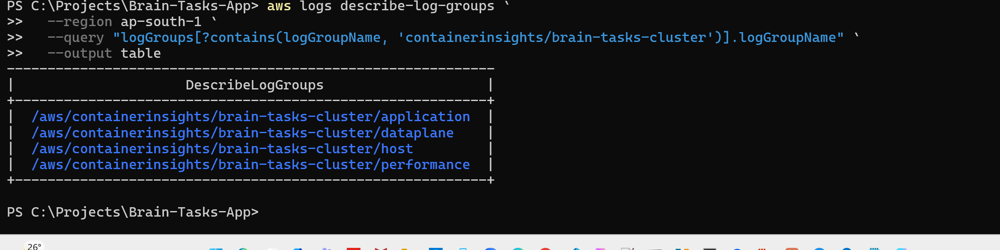 PS C:\Projects\Brain-Tasks-App> aws logs describe-log-groups `
>>   --region ap-south-1 `
>>   --query "logGroups[?contains(logGroupName, 'containerinsights/brain-tasks-cluster')].logGroupName" `
>>   --output table
-------------------------------------------------------------
|                      DescribeLogGroups                    |
+-----------------------------------------------------------+
|  /aws/containerinsights/brain-tasks-cluster/application  |
|  /aws/containerinsights/brain-tasks-cluster/dataplane    |
|  /aws/containerinsights/brain-tasks-cluster/host         |
|  /aws/containerinsights/brain-tasks-cluster/performance  |
+-----------------------------------------------------------+
PS C:\Projects\Brain-Tasks-App>
26°